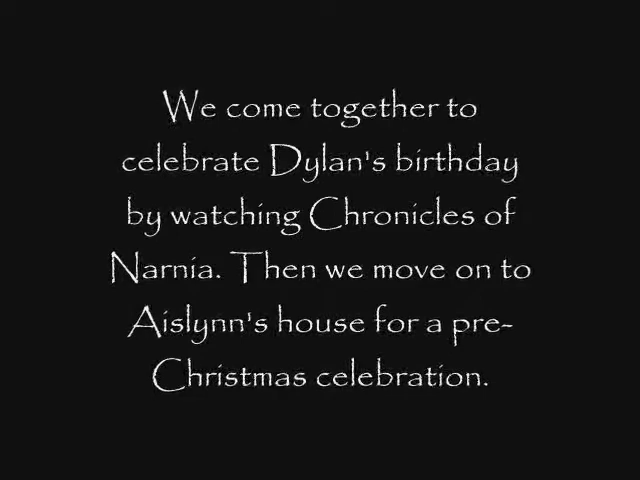 We come together to
celebrate Dylan's birthday
by watching Chronicles of
Narnia. Then we move on to
Aislynn's house for a pre-
Christmas celebration.